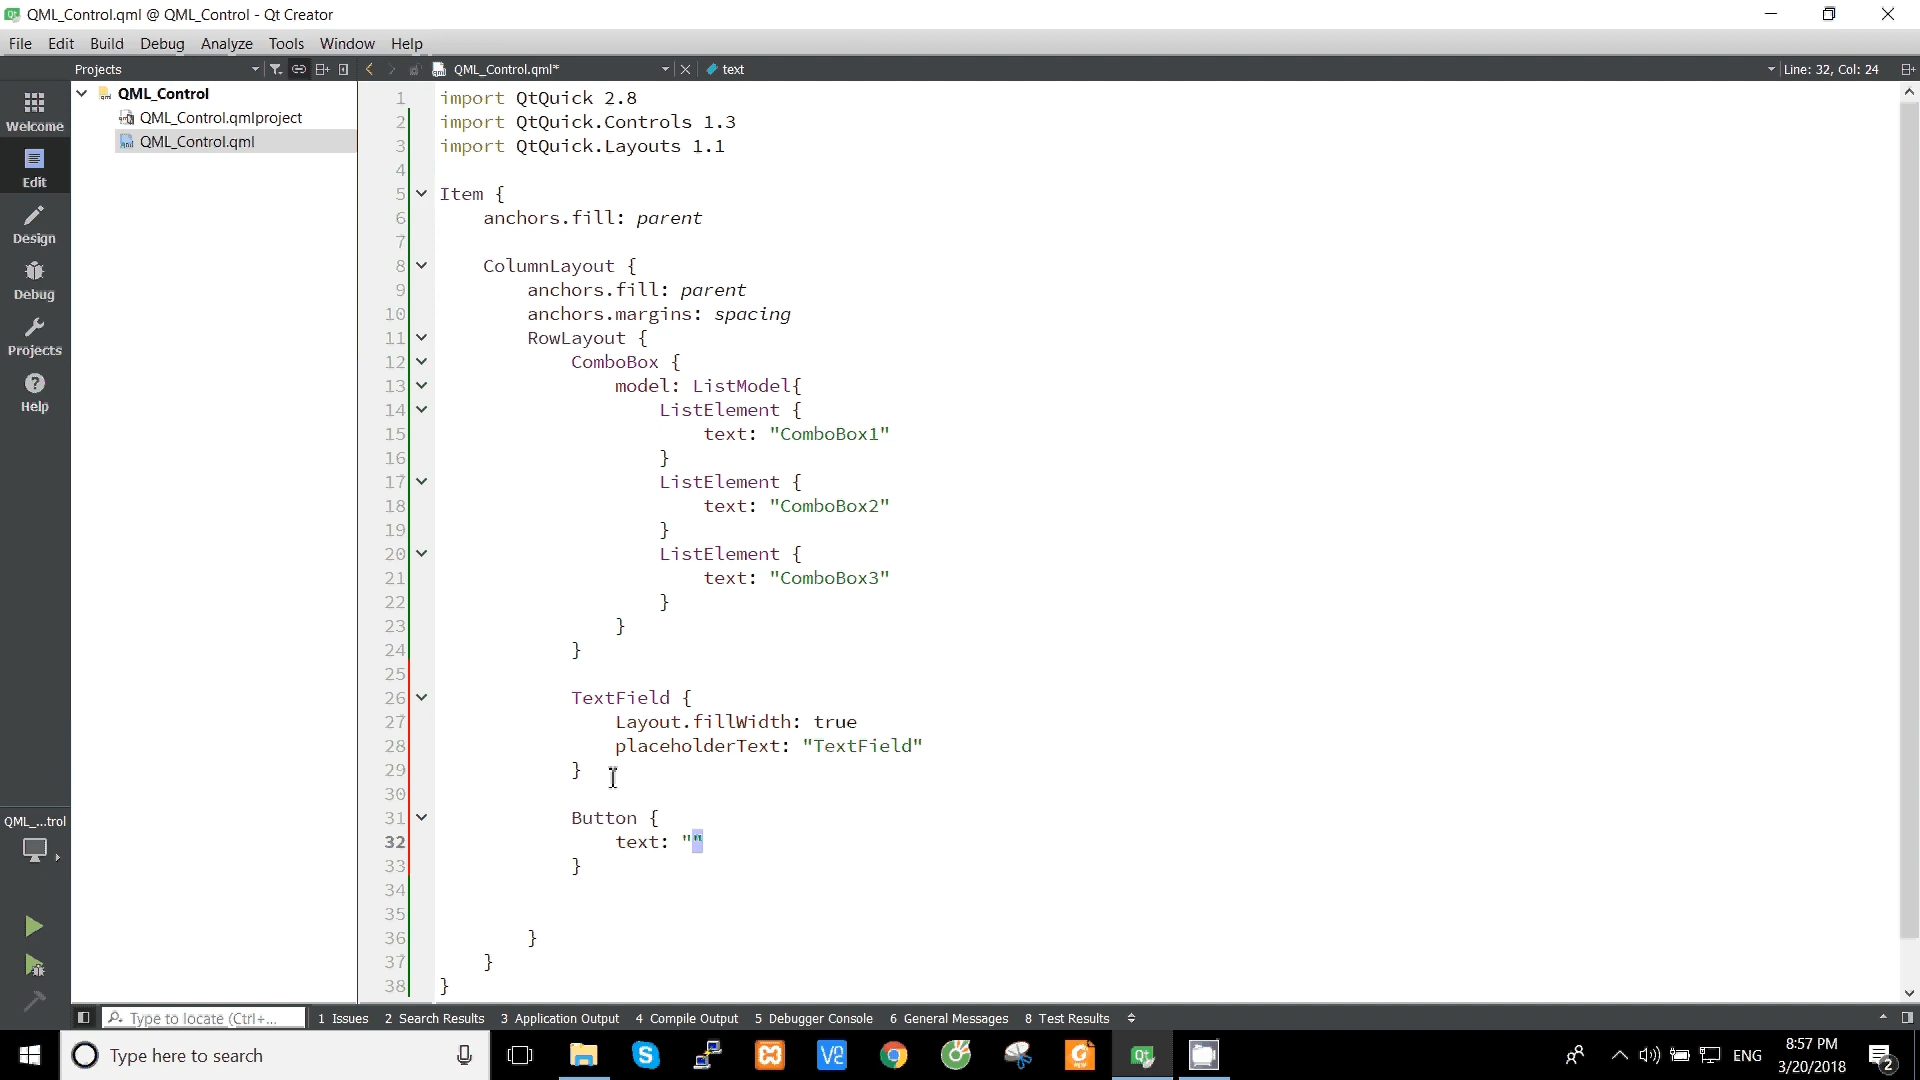 QML_Control.qml @ QML_Control - Qt Creator
File Edit Build Debug Analyze Tools Window Help
Projects QML_Control.qml* text Line: 32, Col: 24
QML_Control
QML_Control.qmlproject
QML_Control.qml
Welcome
Edit
Design
Debug
Projects
Help
QML_...trol
1 import QtQuick 2.8
2 import QtQuick.Controls 1.3
3 import QtQuick.Layouts 1.1
4
5 Item {
6 anchors.fill: parent
7
8 ColumnLayout {
9 anchors.fill: parent
10 anchors.margins: spacing
11 RowLayout {
12 ComboBox {
13 model: ListModel{
14 ListElement {
15 text: "ComboBox1"
16 }
17 ListElement {
18 text: "ComboBox2"
19 }
20 ListElement {
21 text: "ComboBox3"
22 }
23 }
24 }
25
26 TextField {
27 Layout.fillWidth: true
28 placeholderText: "TextField"
29 }
30
31 Button {
32 text: ""
33 }
34
35
36 }
37 }
38 }
Type to locate (Ctrl+... 1 Issues 2 Search Results 3 Application Output 4 Compile Output 5 Debugger Console 6 General Messages 8 Test Results
Type here to search
ENG
8:57 PM
3/20/2018
2